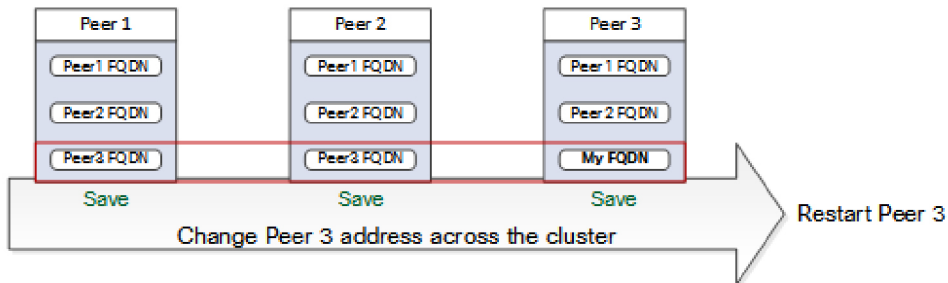 Peer 1
Peer 2
Peer 3
Peer1 FQDN
Peer1 FQDN
Peer 1 FQDN
Peer2 FQDN
Peer2 FQDN
Peer 2 FQDN
Peer3 FQDN
Peer3 FQDN
My FQDN
Save
Save
Save
Restart Peer 3
Change Peer 3 address across the cluster